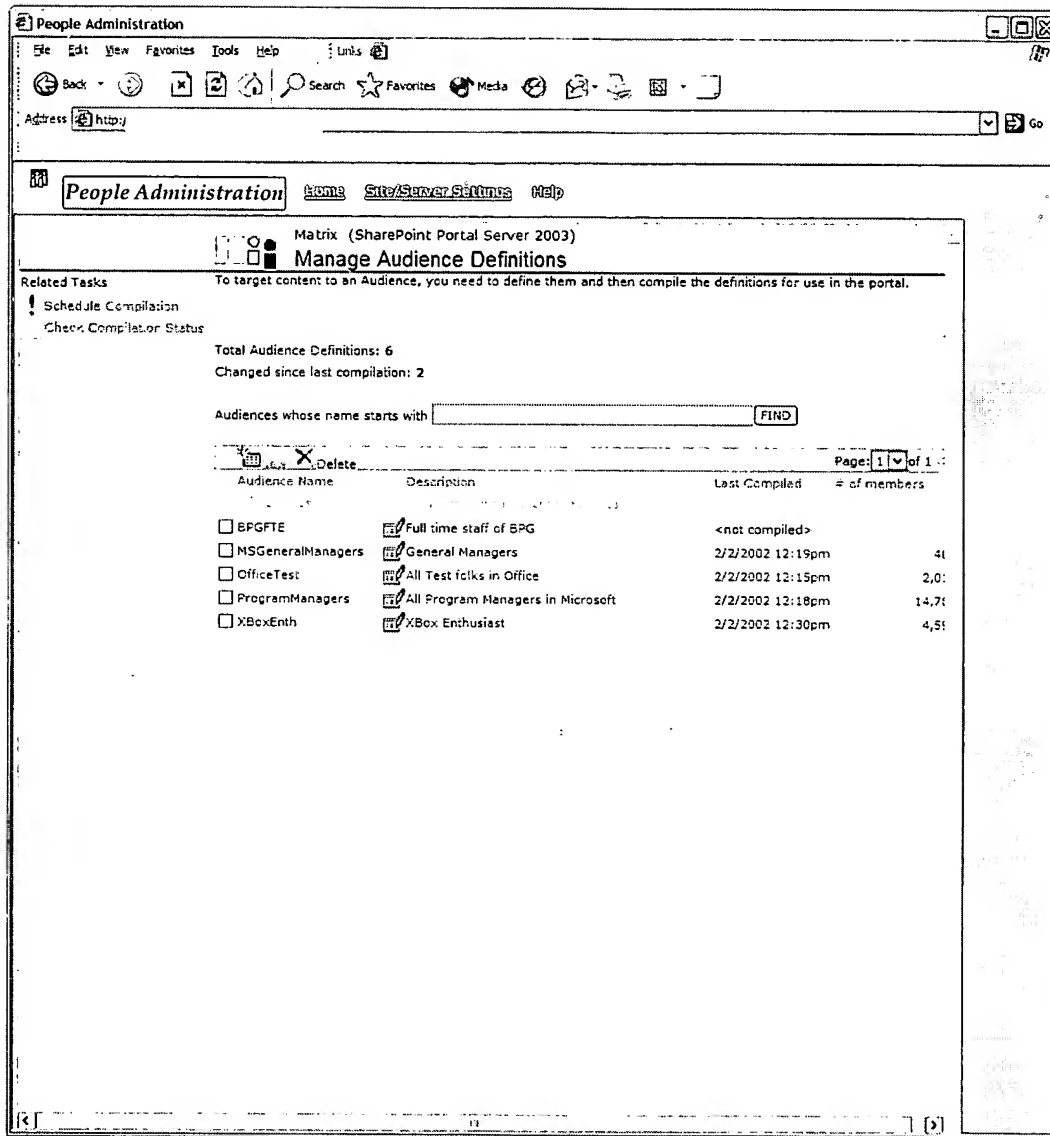 People Administration
File Edit View Favorites Tools Help Links
Back Search Favorites Media
Address http:/ Go
People Administration Home Site/Server Settings Help
Matrix (SharePoint Portal Server 2003)
Manage Audience Definitions
Related Tasks
To target content to an Audience, you need to define them and then compile the definitions for use in the portal.
! Schedule Compilation
Check Compilation Status
Total Audience Definitions: 6
Changed since last compilation: 2
Audiences whose name starts with FIND
Delete Page: 1 of 1
Audience Name Description Last Compiled # of members
BPGFTE Full time staff of BPG <not compiled>
MSGeneralManagers General Managers 2/2/2002 12:19pm
OfficeTest All Test folks in Office 2/2/2002 12:15pm 2,0
ProgramManagers All Program Managers in Microsoft 2/2/2002 12:18pm 14,7
XBoxEnth XBox Enthusiast 2/2/2002 12:30pm 4,5